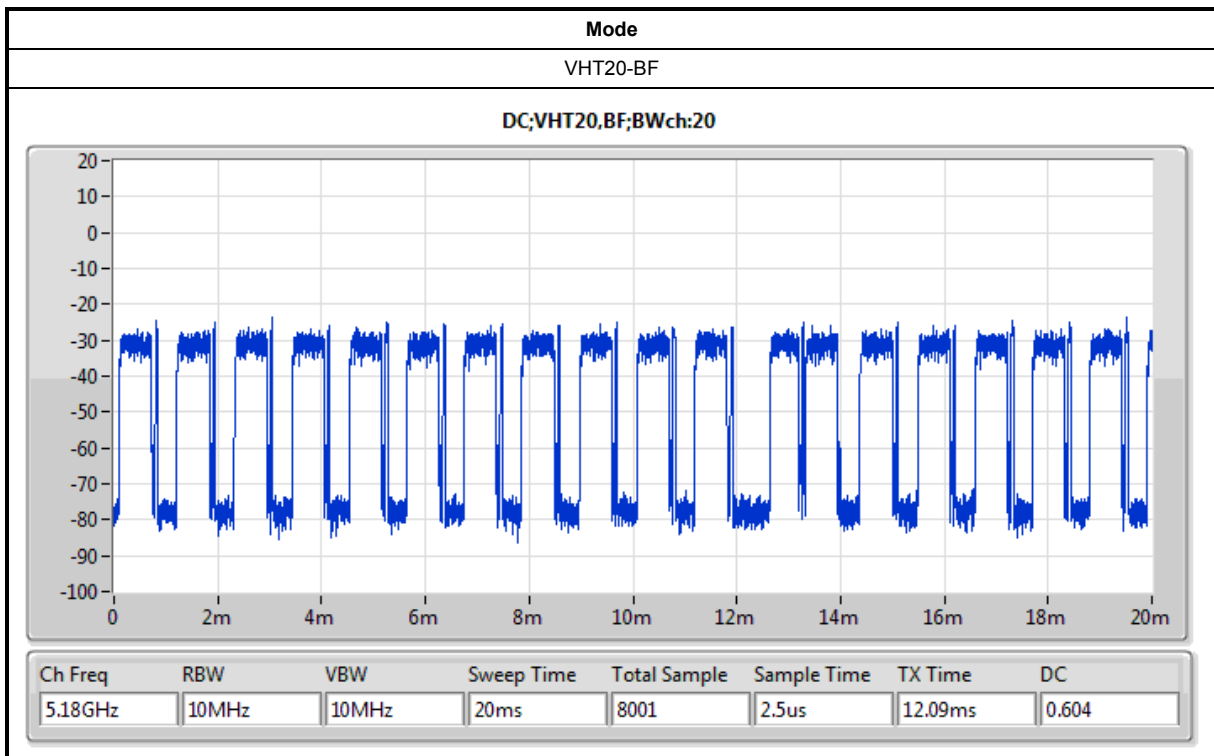 Mode
VHT20-BF
DC;VHT20,BF;BWch:20
20
10
0
-10
-20
-30
-40
-50
-60
-70
-80
-90
-100
0 2m 4m 6m 8m 10m 12m 14m 16m 18m 20m
Ch Freq RBW VBW Sweep Time Total Sample Sample Time TX Time DC
5.18GHz 10MHz 10MHz 20ms 8001 2.5us 12.09ms 0.604